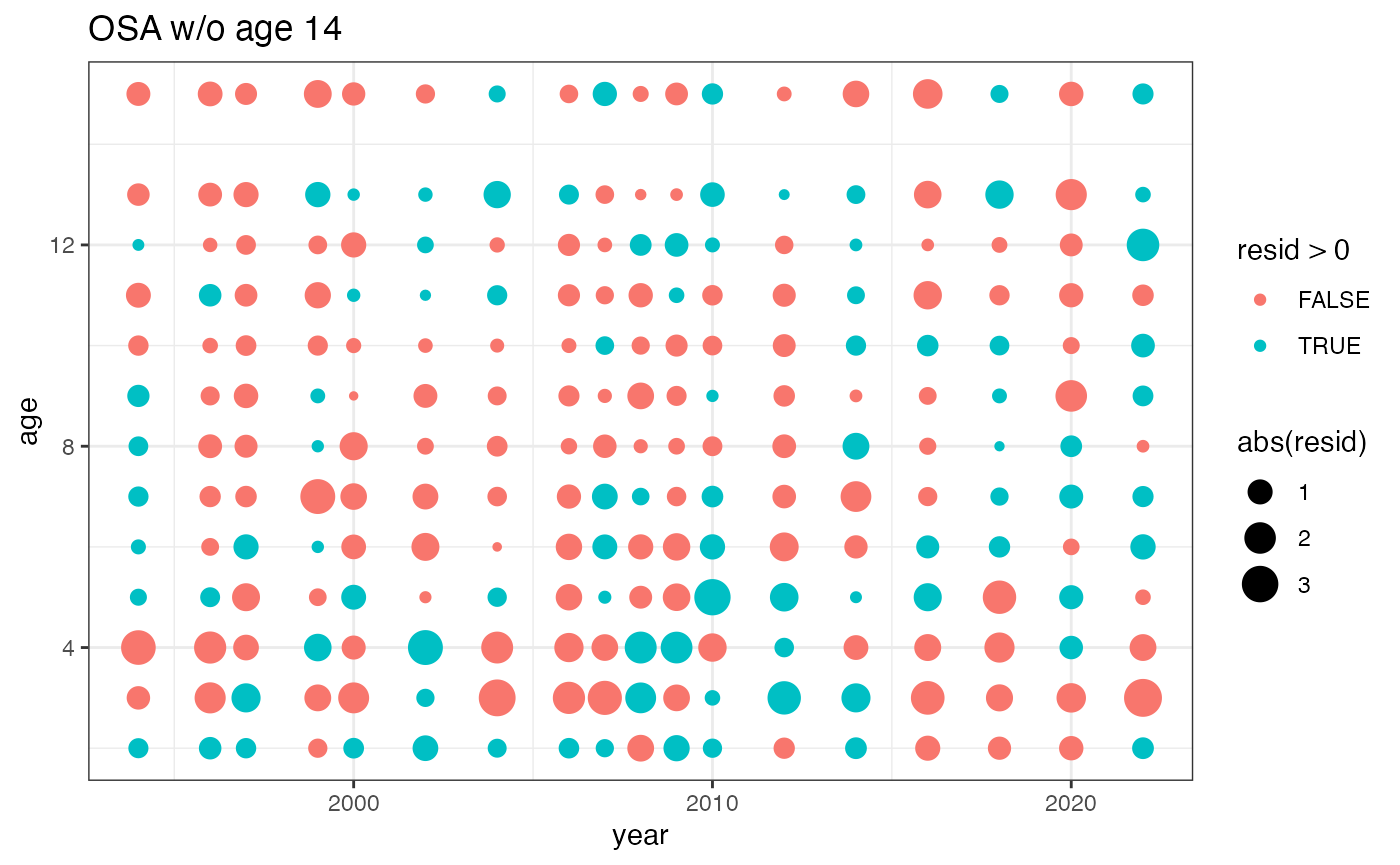 OSA w/o age 14
12
8
4
age
2000 2010 2020
year
resid > 0
FALSE
TRUE
abs(resid)
1
2
3